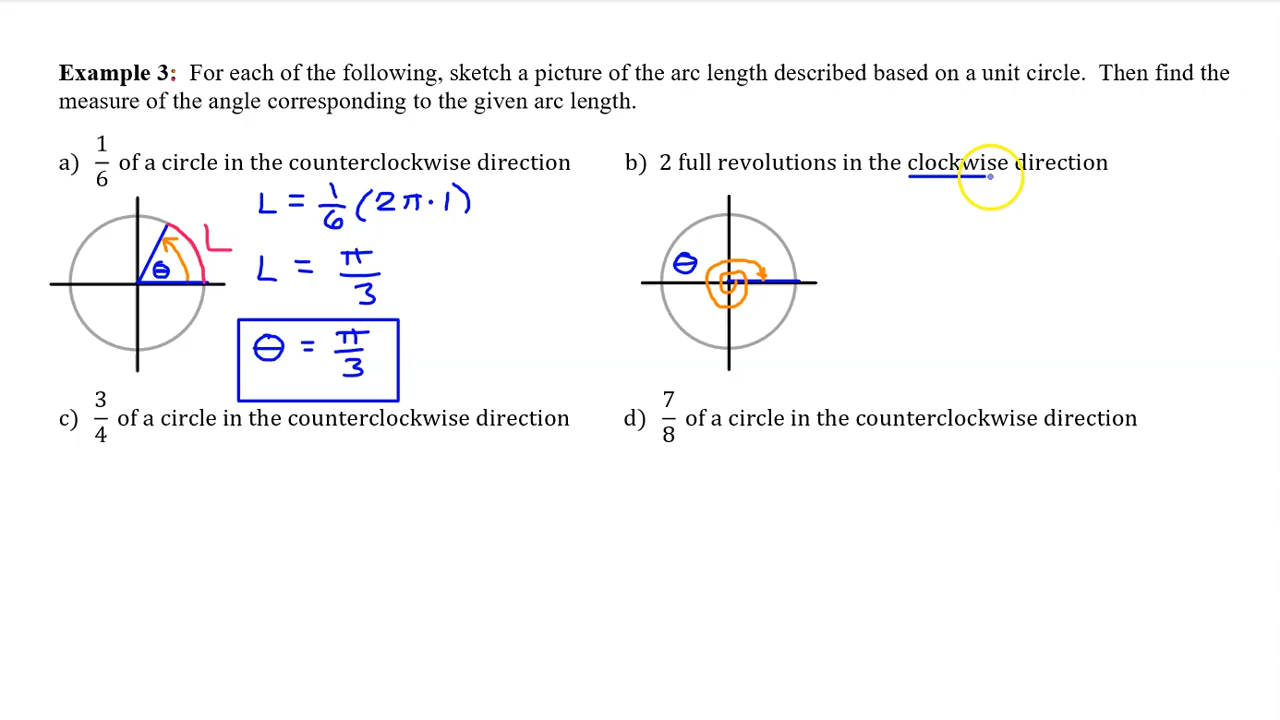 Example 3: For each of the following, sketch a picture of the arc length described based on a unit circle. Then find the
measure of the angle corresponding to the given arc length.
a) 1/6 of a circle in the counterclockwise direction
L = 1/6 (2π · 1)
L
θ
L = π/3
θ = π/3
b) 2 full revolutions in the clockwise direction
θ
c) 3/4 of a circle in the counterclockwise direction
d) 7/8 of a circle in the counterclockwise direction